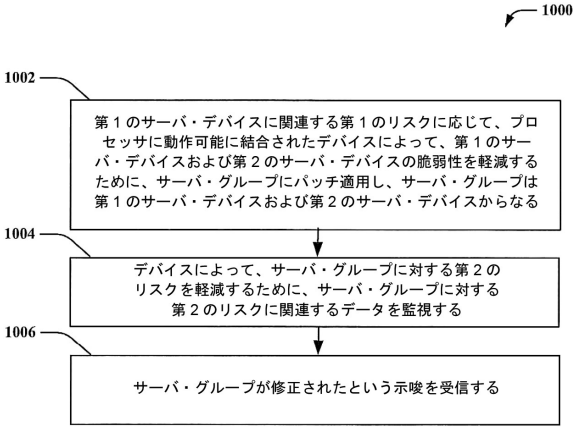 1000
1002
第1のサーバ・デバイスに関連する第1のリスクに応じて、プロ
セッサに動作可能に結合されたデバイスによって、第1のサー
バ・デバイスおよび第2のサーバ・デバイスの脆弱性を軽減する
ために、サーバ・グループにパッチ適用し、サーバ・グループは
第1のサーバ・デバイスおよび第2のサーバ・デバイスからなる
1004
デバイスによって、サーバ・グループに対する第2の
リスクを軽減するために、サーバ・グループに対する
第2のリスクに関連するデータを監視する
1006
サーバ・グループが修正されたという示唆を受信する